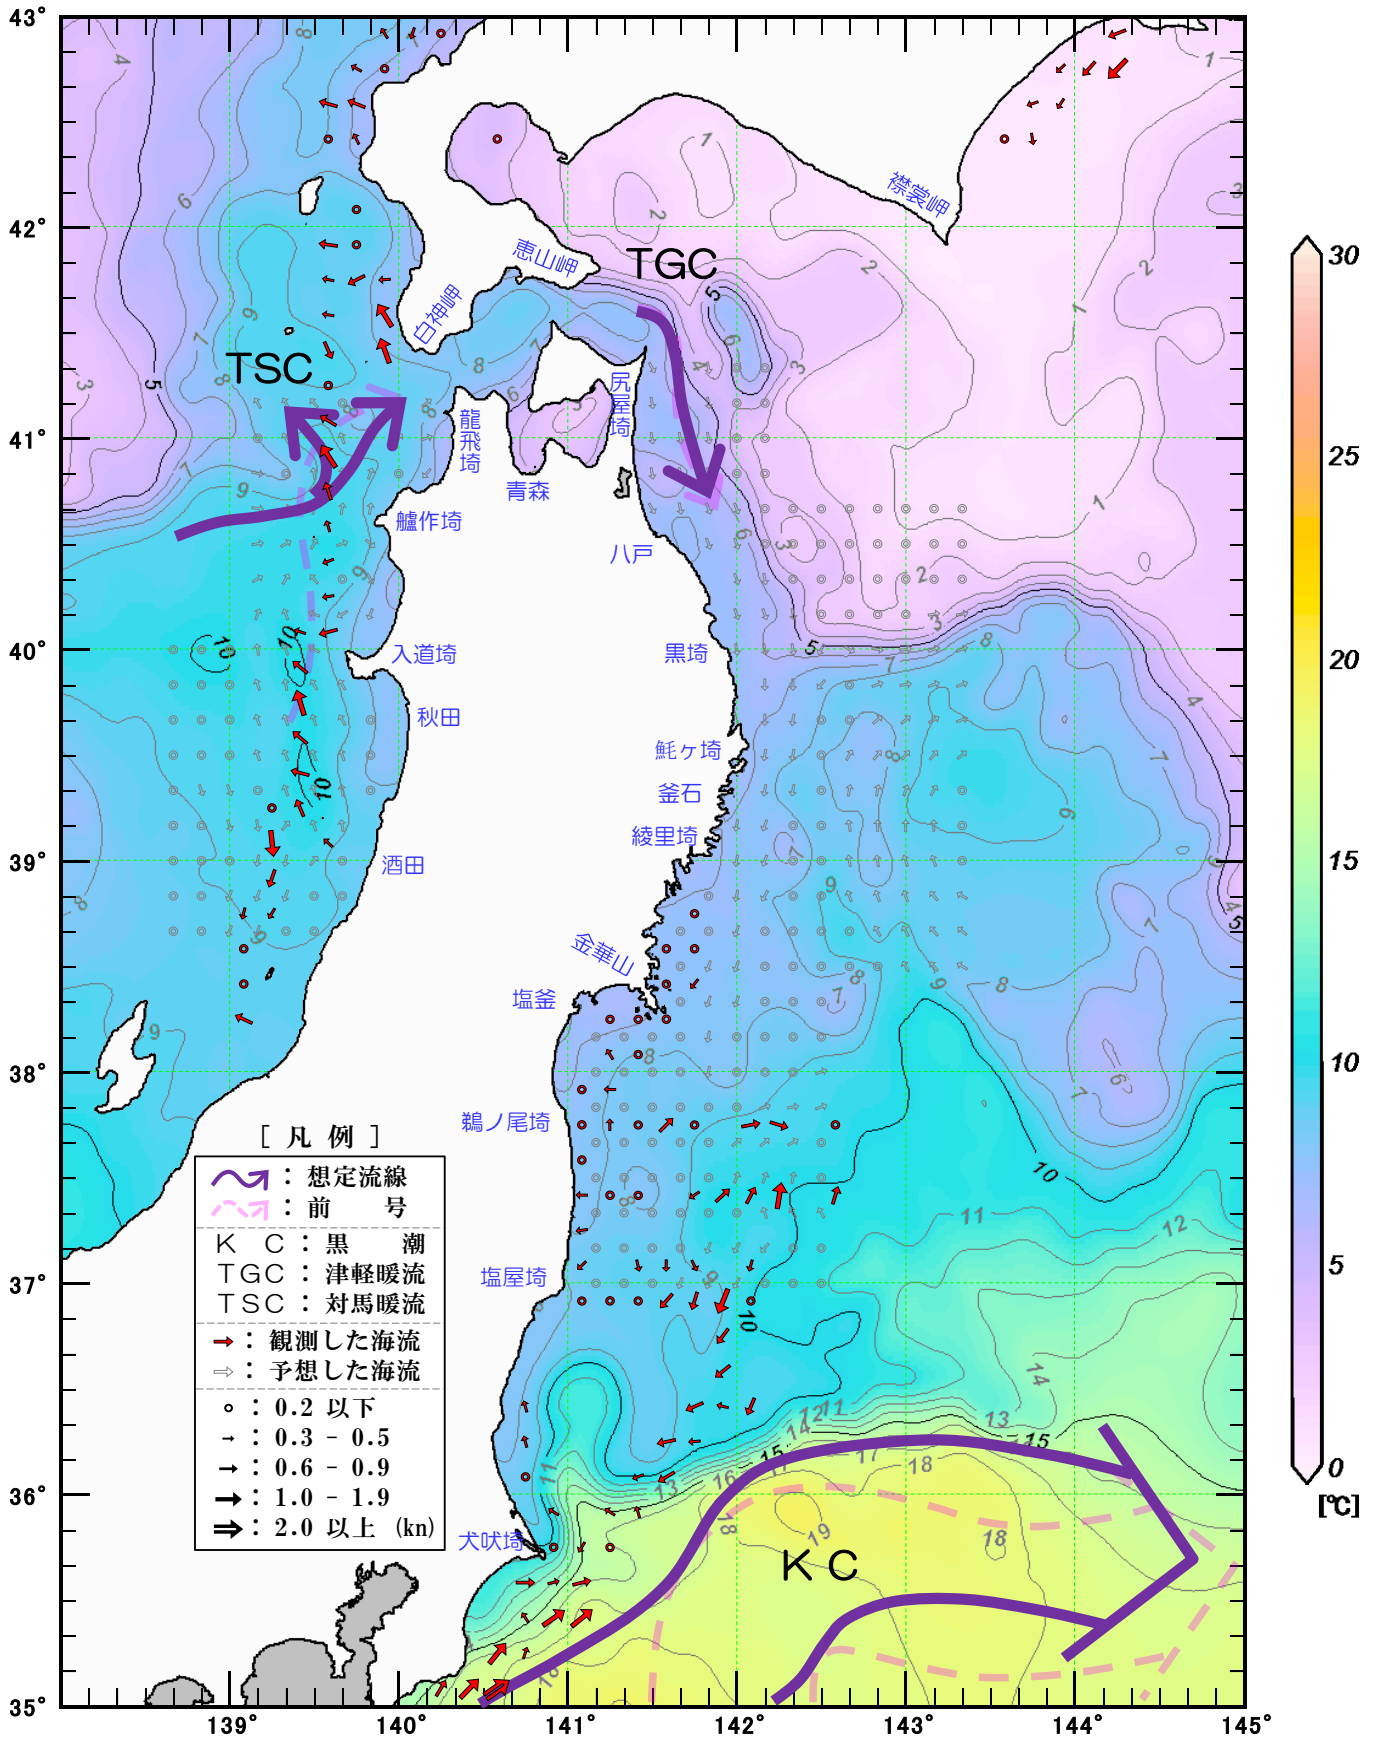 43°
42°
41°
40°
39°
38°
37°
36°
35°
139°
140°
141°
142°
143°
144°
145°
TSC
TGC
KC
襟裳岬
恵山岬
白神岬
龍飛埼
尻屋埼
青森
艫作埼
八戸
入道埼
黒埼
秋田
魹ヶ埼
釜石
綾里埼
酒田
金華山
塩釜
鵜ノ尾埼
塩屋埼
犬吠埼
[ 凡 例 ]
: 想定流線
: 前 号
K C : 黒 潮
TGC : 津軽暖流
TSC : 対馬暖流
: 観測した海流
: 予想した海流
: 0.2 以下
: 0.3 - 0.5
: 0.6 - 0.9
: 1.0 - 1.9
: 2.0 以上 (kn)
30
25
20
15
10
5
0
[℃]